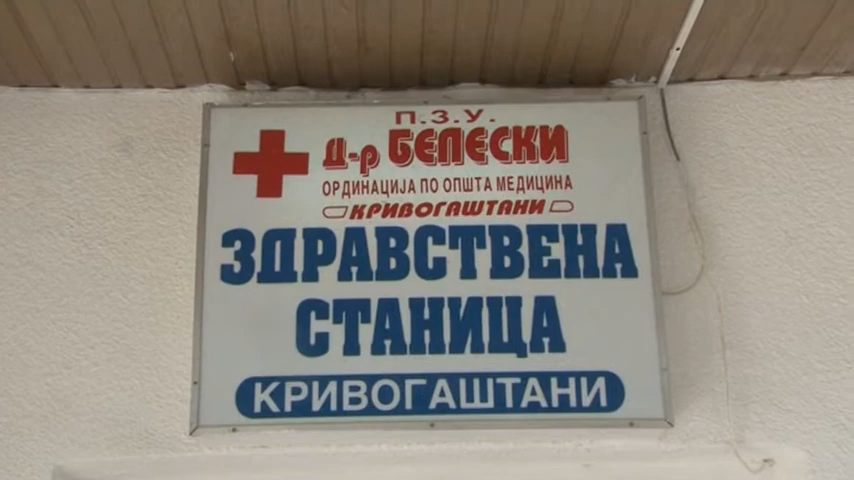 П.З.У.
Д-р БЕЛЕСКИ
ОРДИНАЦИЈА ПО ОПШТА МЕДИЦИНА
КРИВОГАШТАНИ
ЗДРАВСТВЕНА
СТАНИЦА
КРИВОГАШТАНИ